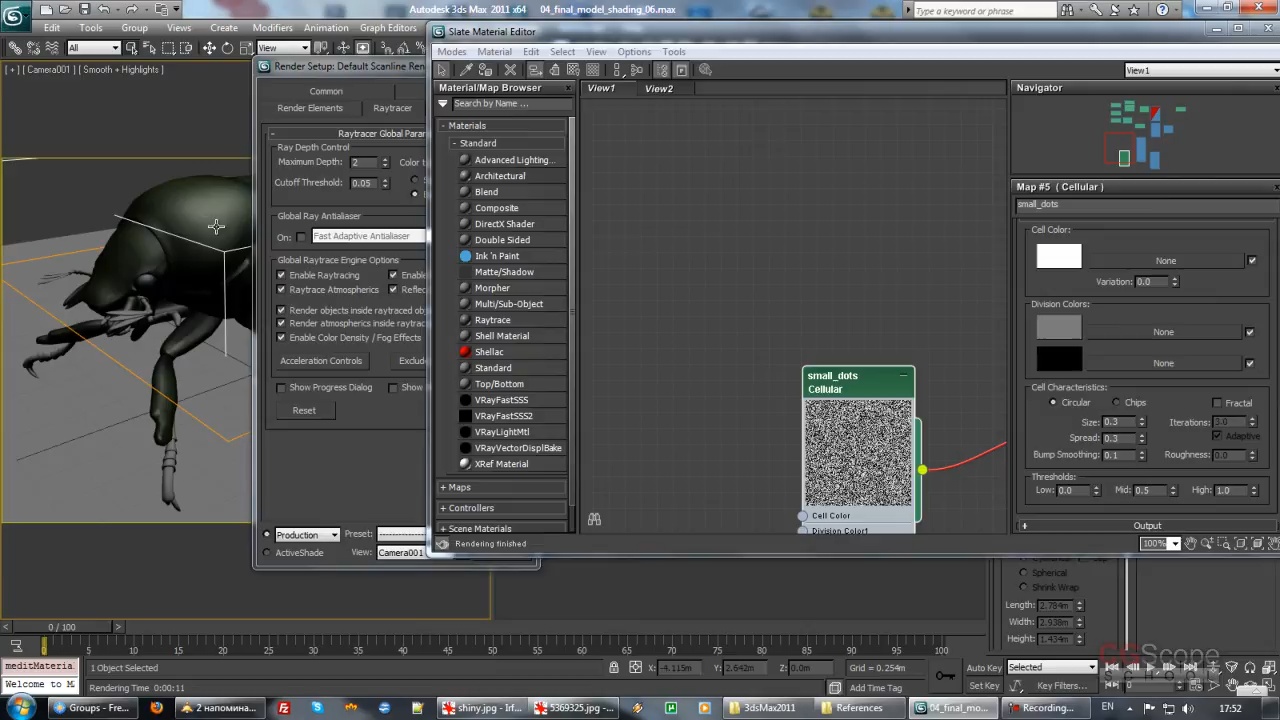 Autodesk 3ds Max 2011 x64    04_final_model_shading_06.max
Type a keyword or phrase
Edit Tools Group Views Create Modifiers Animation Graph Editors
All
View
[ + ] [ Camera001 ] [ Smooth + Highlights ]
Render Setup: Default Scanline Ren
Common
Render Elements Raytracer
Raytracer Global Para
Ray Depth Control
Maximum Depth: 2 Color t
Cutoff Threshold: 0.05
Global Ray Antialiaser
On: Fast Adaptive Antialiaser
Global Raytrace Engine Options
Enable Raytracing Enable
Raytrace Atmospherics Reflec
Render objects inside raytraced ob
Render atmospherics inside raytrac
Enable Color Density / Fog Effects
Acceleration Controls Exclud
Show Progress Dialog Show
Reset
Production Preset:
ActiveShade View: Camera001
Slate Material Editor
Modes Material Edit Select View Options Tools
View1
Material/Map Browser
Search by Name ...
- Materials
- Standard
Advanced Lighting...
Architectural
Blend
Composite
DirectX Shader
Double Sided
Ink 'n Paint
Matte/Shadow
Morpher
Multi/Sub-Object
Raytrace
Shell Material
Shellac
Standard
Top/Bottom
VRayFastSSS
VRayFastSSS2
VRayLightMtl
VRayVectorDisplBake
XRef Material
+ Maps
+ Controllers
+ Scene Materials
Rendering finished
View1 View2
small_dots
Cellular
Cell Color
Division Color1
Navigator
Map #5 ( Cellular )
small_dots
Cell Color:
None
Variation: 0.0
Division Colors:
None
None
Cell Characteristics:
Circular Chips Fractal
Size: 0.3 Iterations: 3.0
Spread: 0.3 Adaptive
Bump Smoothing: 0.1 Roughness: 0.0
Thresholds:
Low: 0.0 Mid: 0.5 High: 1.0
+ Output
100%
Spherical
Shrink Wrap
Length: 2.784m
Width: 2.938m
Height: 1.434m
CGScope
school
0 / 100
0 5 10 15 20 25 30 35 40 45 50 55 60 65 70 75 80 85 90 95 100
meditMateria
Welcome to M
1 Object Selected
Rendering Time 0:00:11
X: -4.115m Y: 2.642m Z: 0.0m Grid = 0.254m
Add Time Tag
Auto Key Selected
Set Key Key Filters...
0
Groups - Fre... 2 напомина... shiny.jpg - Inf... 5369325.jpg -... 3dsMax2011 References 04_final_mo... Recording... EN 17:52